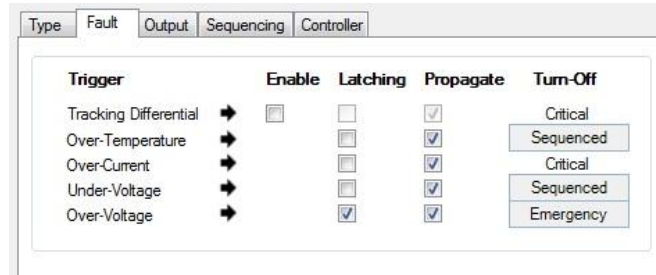 Type Fault Output Sequencing Controller
Trigger Enable Latching Propagate Turn-Off
Tracking Differential Critical
Over-Temperature Sequenced
Over-Current Critical
Under-Voltage Sequenced
Over-Voltage Emergency